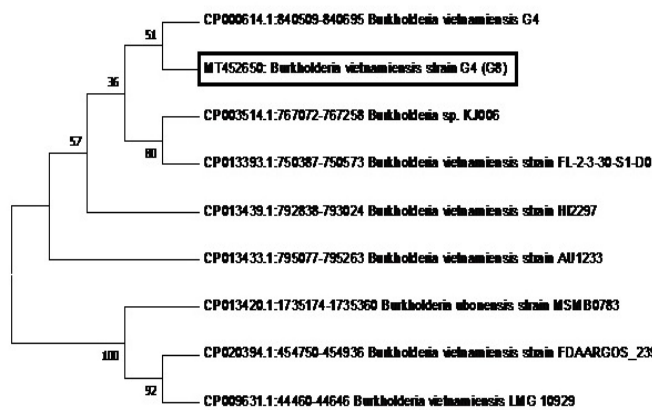 CP000614.1:840509-840695 Burkholderia vietnamiensis G4
51
MT452650: Burkholderia vietnamiensis strain G4 (G8)
36
CP003514.1:767072-767258 Burkholderia sp. KJ006
57
80
CP013393.1:750387-750573 Burkholderia vietnamiensis strain FL-2-3-30-S1-D0
CP013439.1:792838-793024 Burkholderia vietnamiensis strain HI2297
CP013433.1:795077-795263 Burkholderia vietnamiensis strain AU1233
CP013420.1:1735174-1735360 Burkholderia ubonensis strain MSMB0783
100
CP020394.1:454750-454936 Burkholderia vietnamiensis strain FDAARGOS_239
92
CP009631.1:44460-44646 Burkholderia vietnamiensis LMG 10929